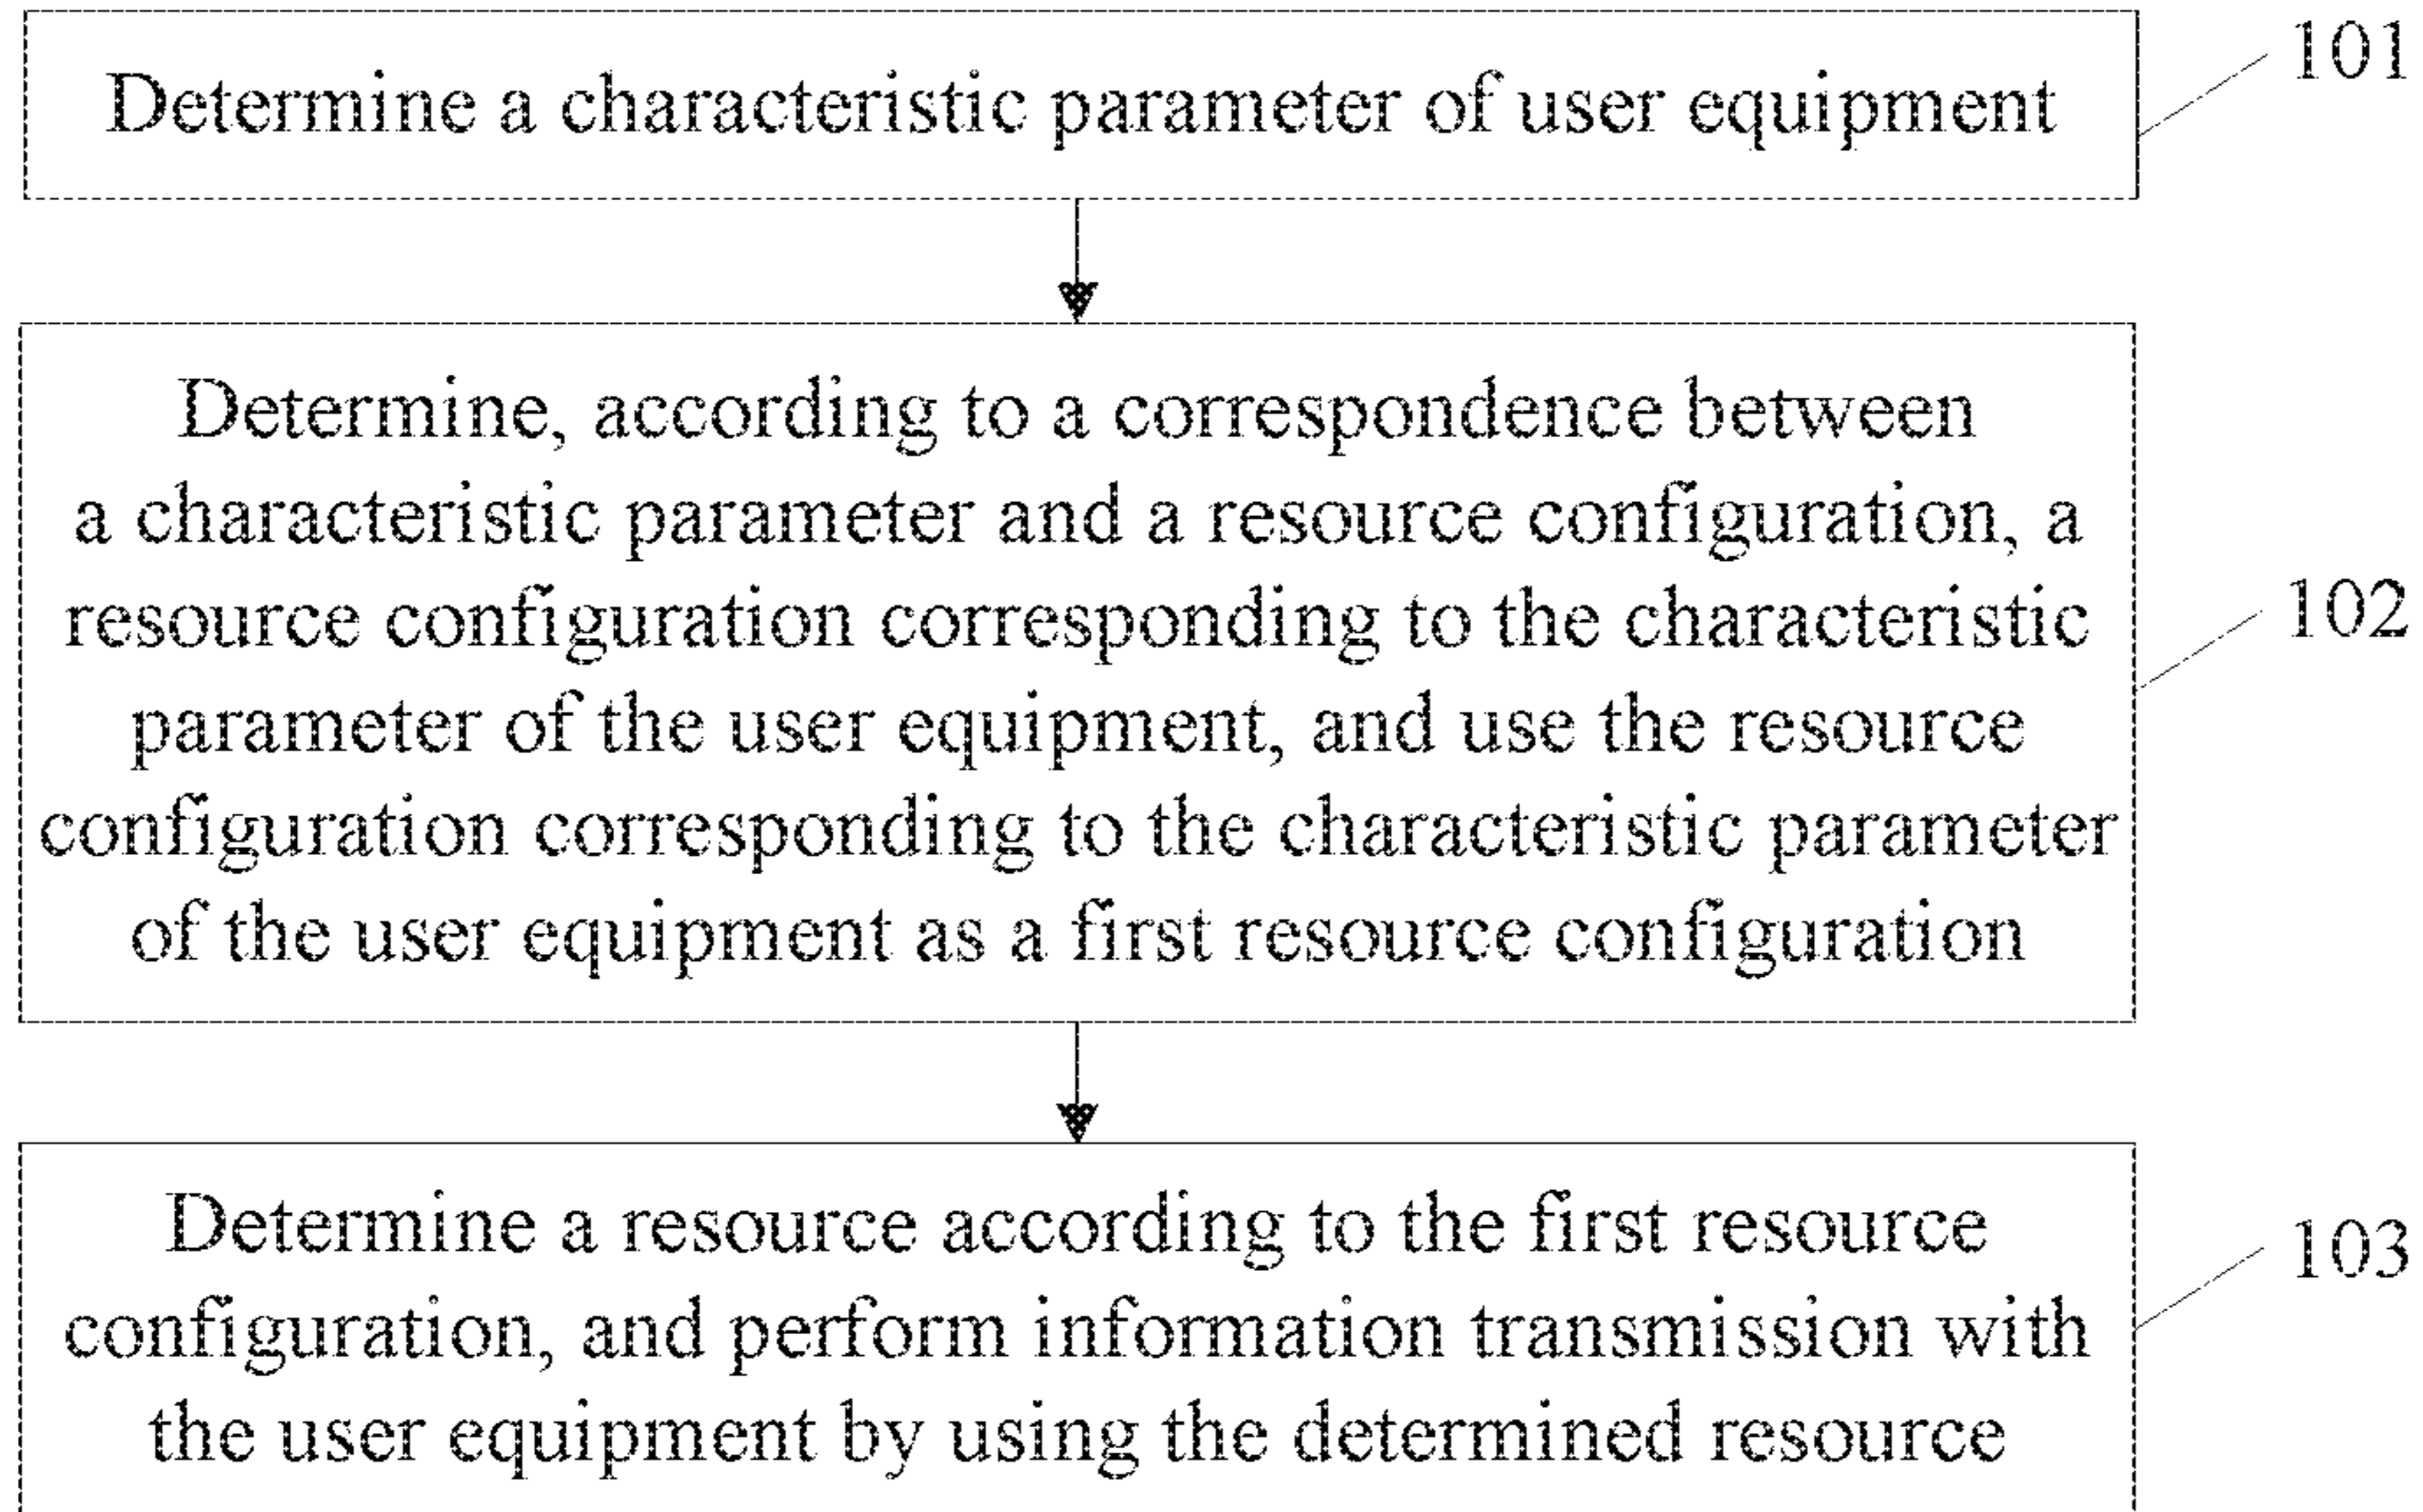 Determine a characteristic parameter of user equipment
101
Determine, according to a correspondence between
a characteristic parameter and a resource configuration, a
resource configuration corresponding to the characteristic
parameter of the user equipment, and use the resource
configuration corresponding to the characteristic parameter
of the user equipment as a first resource configuration
102
Determine a resource according to the first resource
configuration, and perform information transmission with
the user equipment by using the determined resource
103